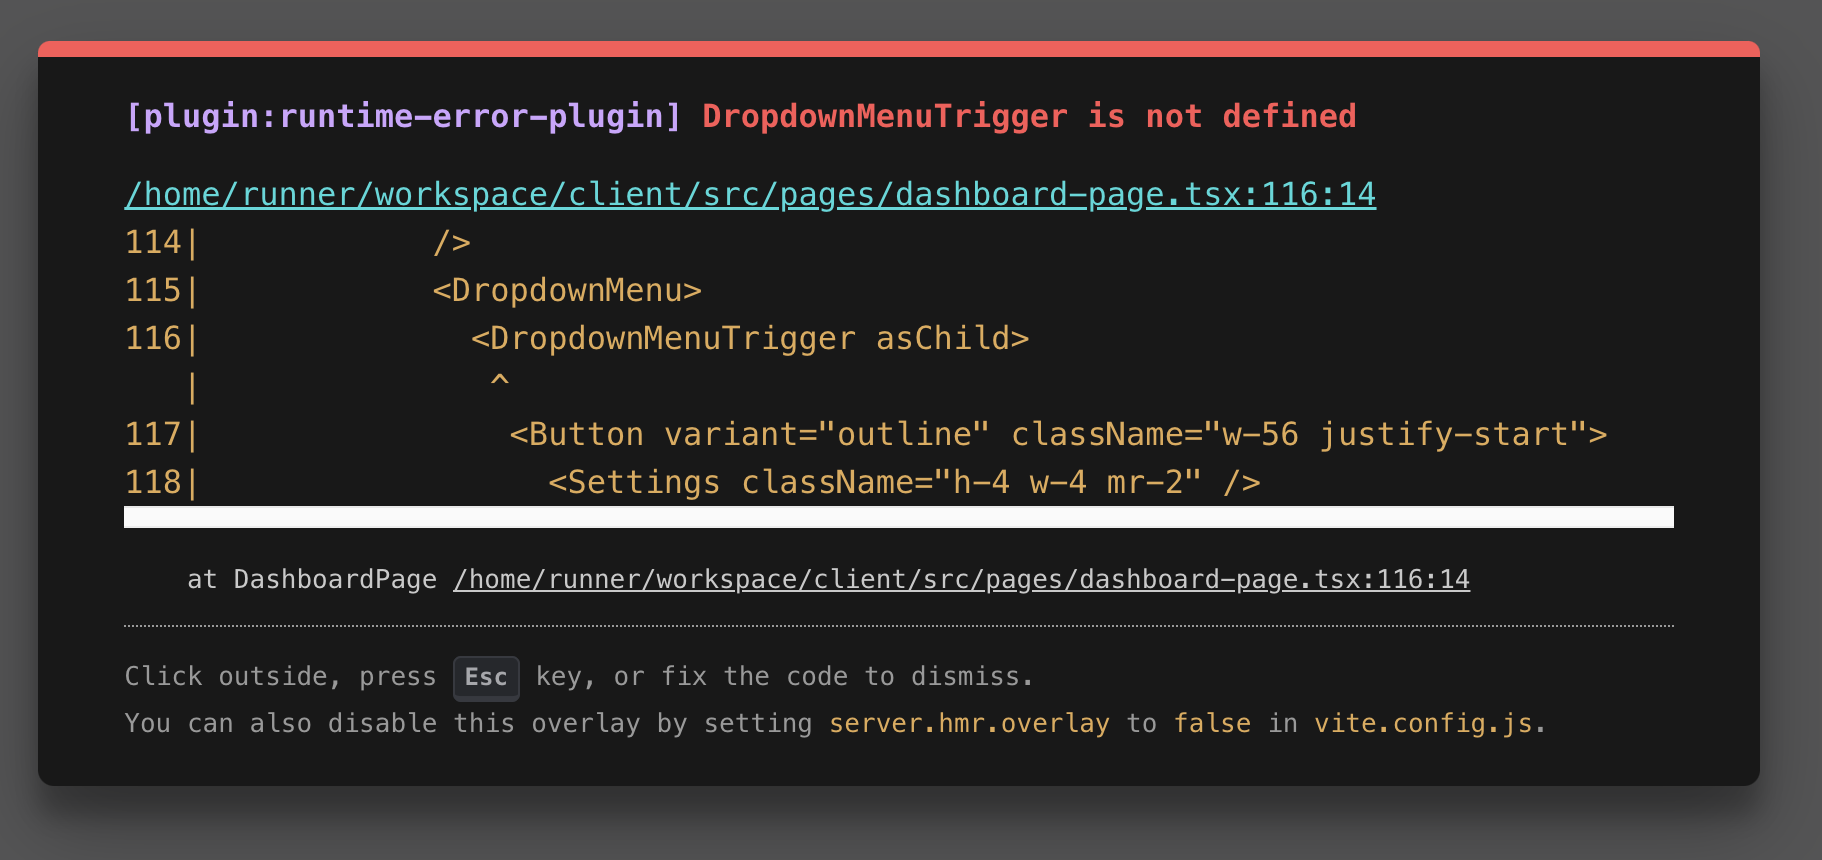 [plugin:runtime-error-plugin] DropdownMenuTrigger is not defined
/home/runner/workspace/client/src/pages/dashboard-page.tsx:116:14
114|            />
115|            <DropdownMenu>
116|              <DropdownMenuTrigger asChild>
   |               ^
117|                <Button variant="outline" className="w-56 justify-start">
118|                  <Settings className="h-4 w-4 mr-2" />
at DashboardPage /home/runner/workspace/client/src/pages/dashboard-page.tsx:116:14
Click outside, press Esc key, or fix the code to dismiss.
You can also disable this overlay by setting server.hmr.overlay to false in vite.config.js.